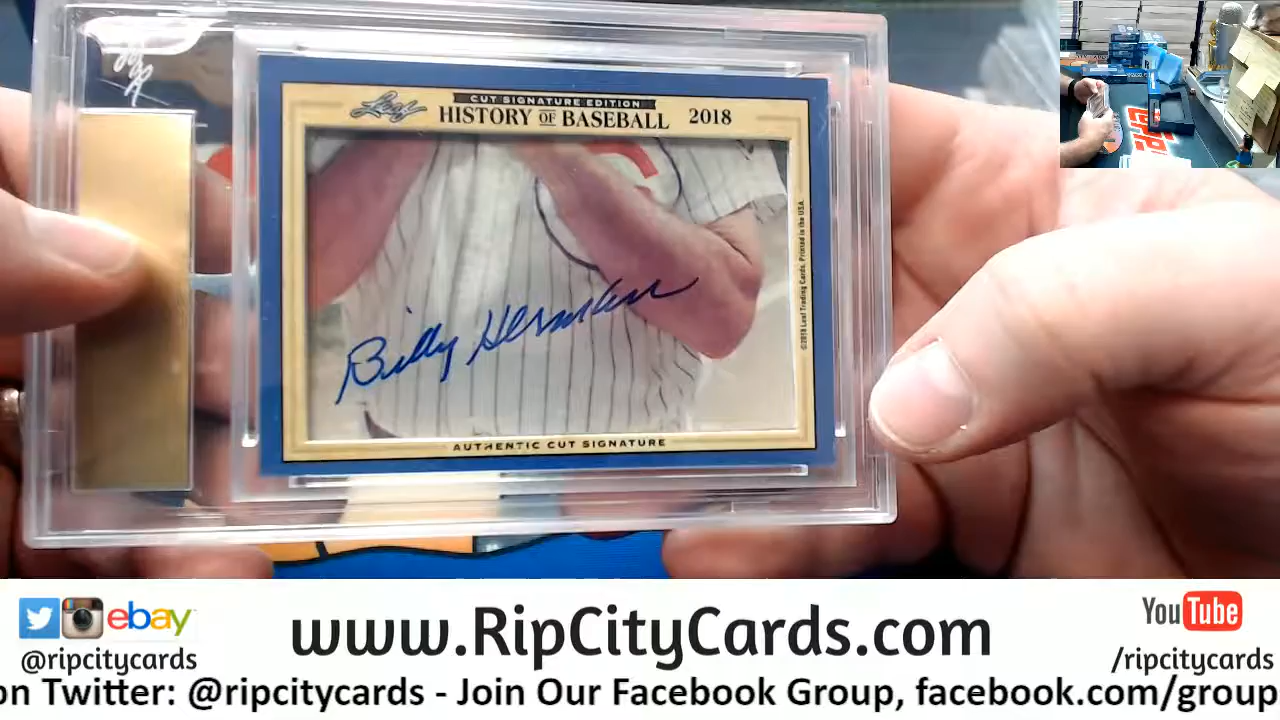 Leaf
CUT SIGNATURE EDITION
HISTORY OF BASEBALL 2018
Billy Herman
AUTHENTIC CUT SIGNATURE
©2018 Leaf Trading Cards. Printed in the USA.
ebay
@ripcitycards
www.RipCityCards.com
YouTube
/ripcitycards
on Twitter: @ripcitycards - Join Our Facebook Group, facebook.com/group